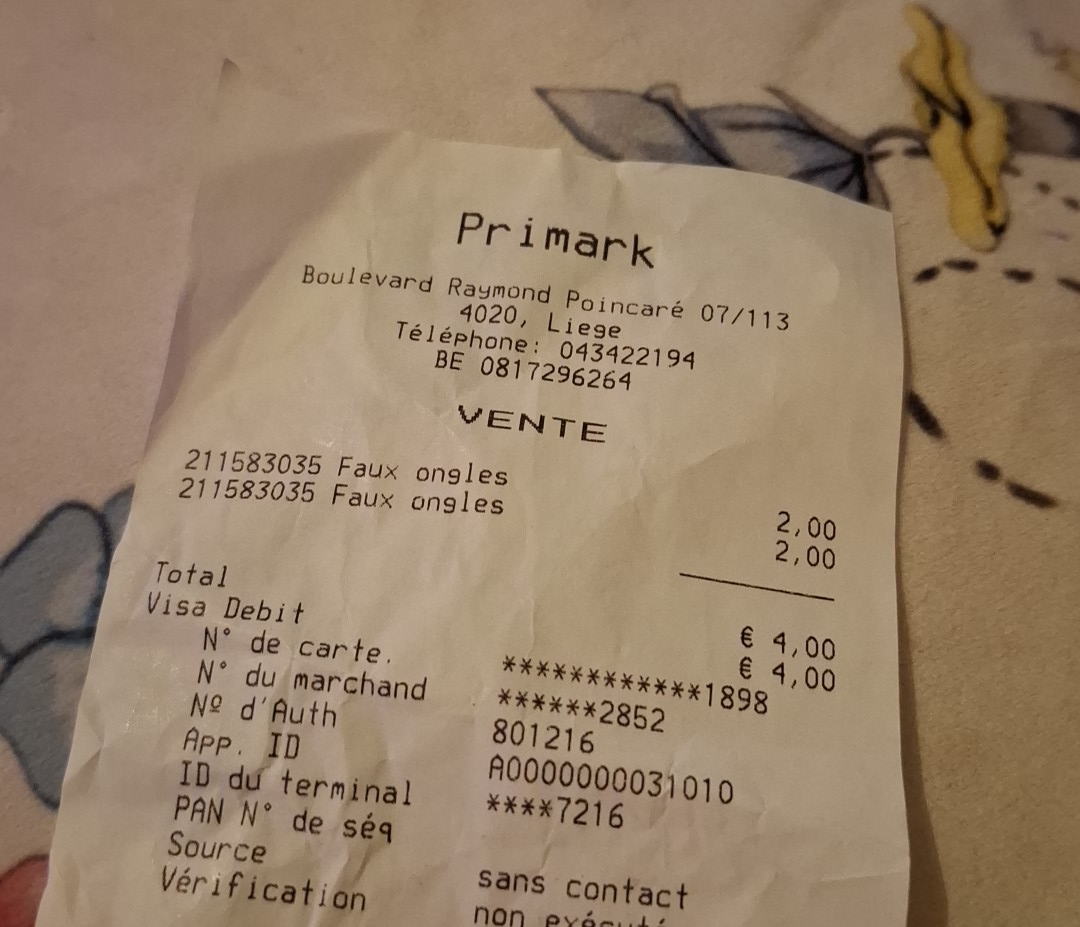 Primark
Boulevard Raymond Poincaré 07/113
4020, Liege
Téléphone: 043422194
BE 0817296264
VENTE
211583035 Faux ongles 2,00
211583035 Faux ongles 2,00
Total € 4,00
Visa Debit € 4,00
N° de carte. ************1898
N° du marchand ******2852
Nº d'Auth 801216
App. ID A0000000031010
ID du terminal ****7216
PAN N° de séq
Source sans contact
Vérification non